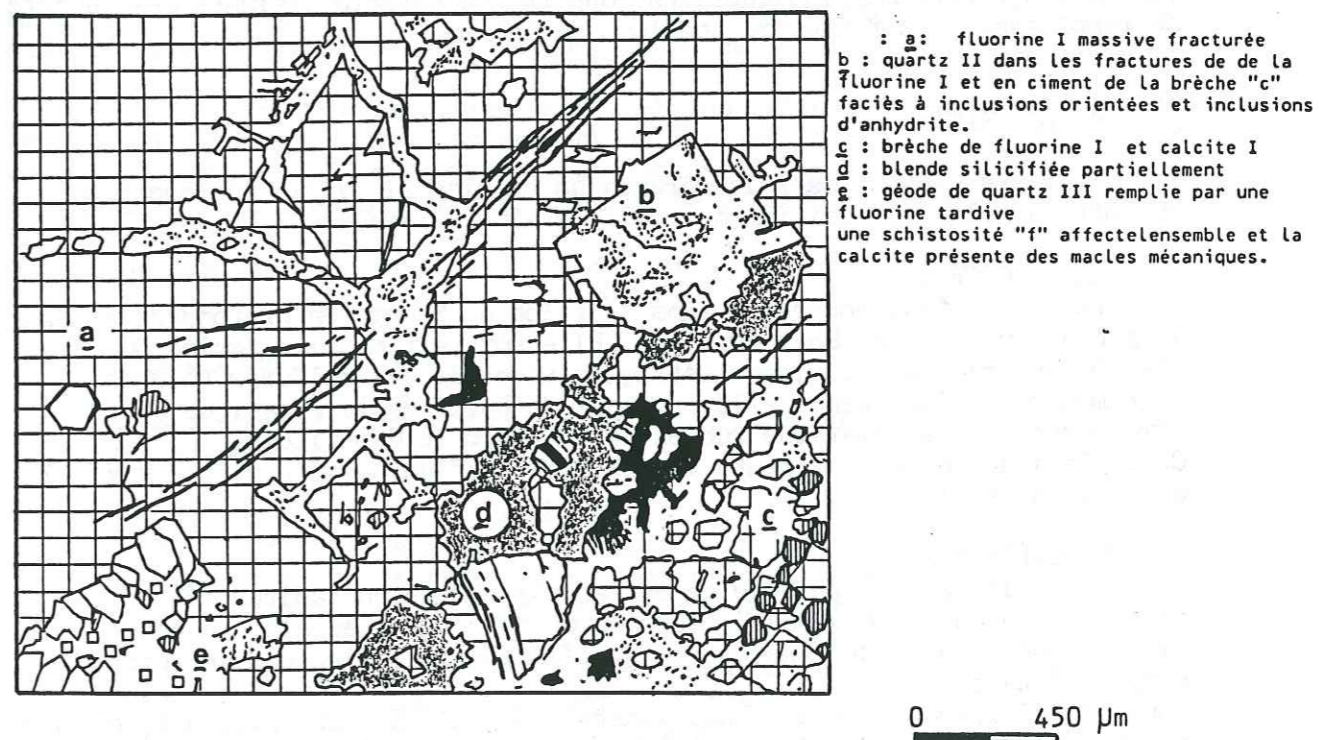 : a: fluorine I massive fracturée
b : quartz II dans les fractures de de la
fluorine I et en ciment de la brèche "c"
faciès à inclusions orientées et inclusions
d'anhydrite.
c : brèche de fluorine I et calcite I
d : blende silicifiée partiellement
e : géode de quartz III remplie par une
fluorine tardive
une schistosité "f" affectelensemble et la
calcite présente des macles mécaniques.
b
a
d
c
e
0 450 µm